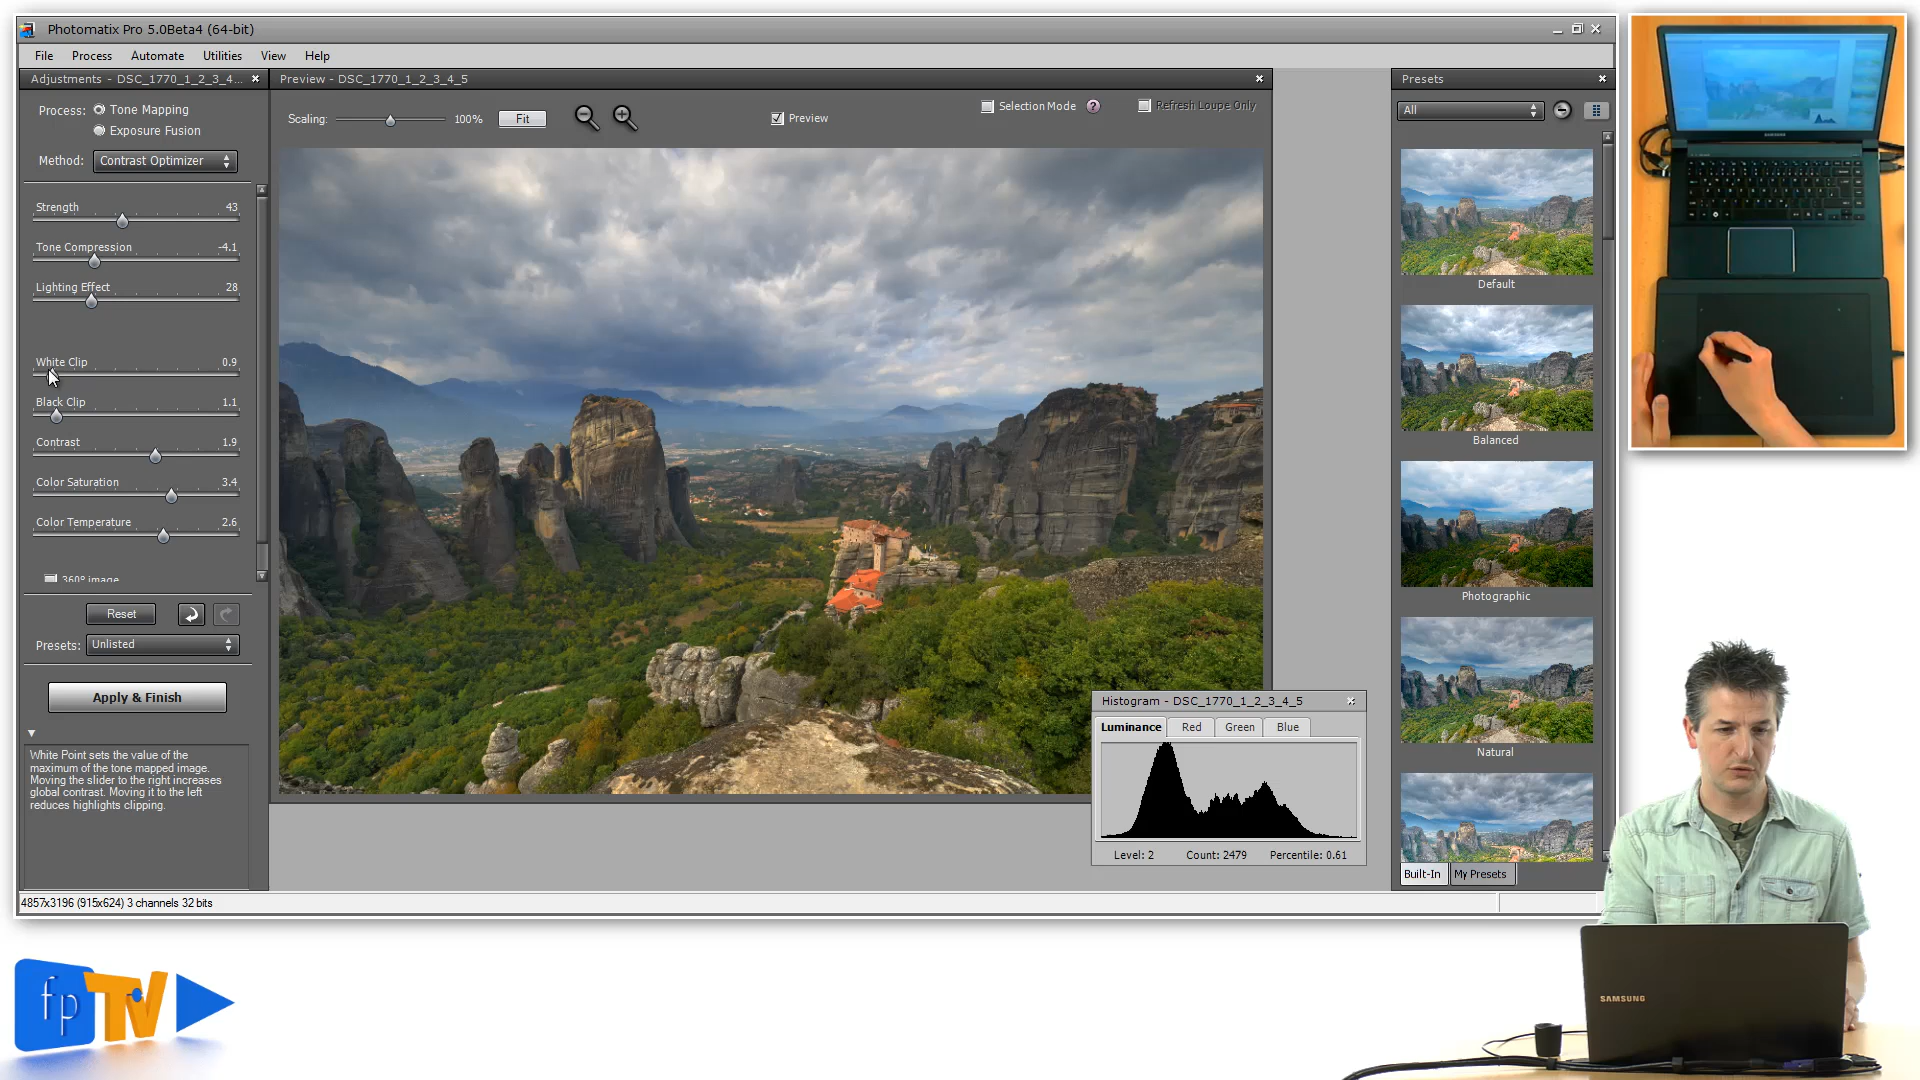 Photomatix Pro 5.0Beta4 (64-bit)
File Process Automate Utilities View Help
Adjustments - DSC_1770_1_2_3_4...
Preview - DSC_1770_1_2_3_4_5
Presets
Process: Tone Mapping
Exposure Fusion
Method: Contrast Optimizer
Scaling: 100% Fit
Preview
Selection Mode ?
Refresh Loupe Only
All
Strength 43
Tone Compression -4.1
Lighting Effect 28
White Clip 0.9
Black Clip 1.1
Contrast 1.9
Color Saturation 3.4
Color Temperature 2.6
360º image
Reset
Presets: Unlisted
Apply & Finish
White Point sets the value of the
maximum of the tone mapped image.
Moving the slider to the right increases
global contrast. Moving it to the left
reduces highlights clipping.
Default
Balanced
Photographic
Natural
Histogram - DSC_1770_1_2_3_4_5
Luminance Red Green Blue
Level: 2 Count: 2479 Percentile: 0.61
Built-In My Presets
4857x3196 (915x624) 3 channels 32 bits
fpTV
SAMSUNG